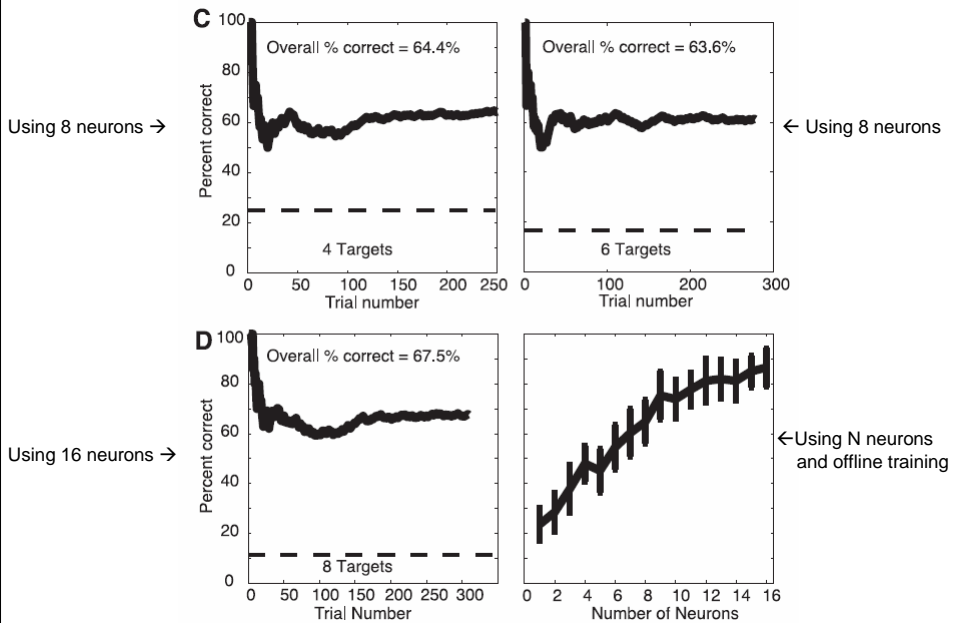 C
Overall % correct = 64.4%
Percent correct
100
80
60
40
20
0
4 Targets
0 50 100 150 200 250
Trial number
Using 8 neurons →
Overall % correct = 63.6%
6 Targets
0 100 200 300
Trial number
← Using 8 neurons
D
Overall % correct = 67.5%
Percent correct
100
80
60
40
20
0
8 Targets
0 50 100 150 200 250 300
Trial Number
Using 16 neurons →
0 2 4 6 8 10 12 14 16
Number of Neurons
←Using N neurons
and offline training